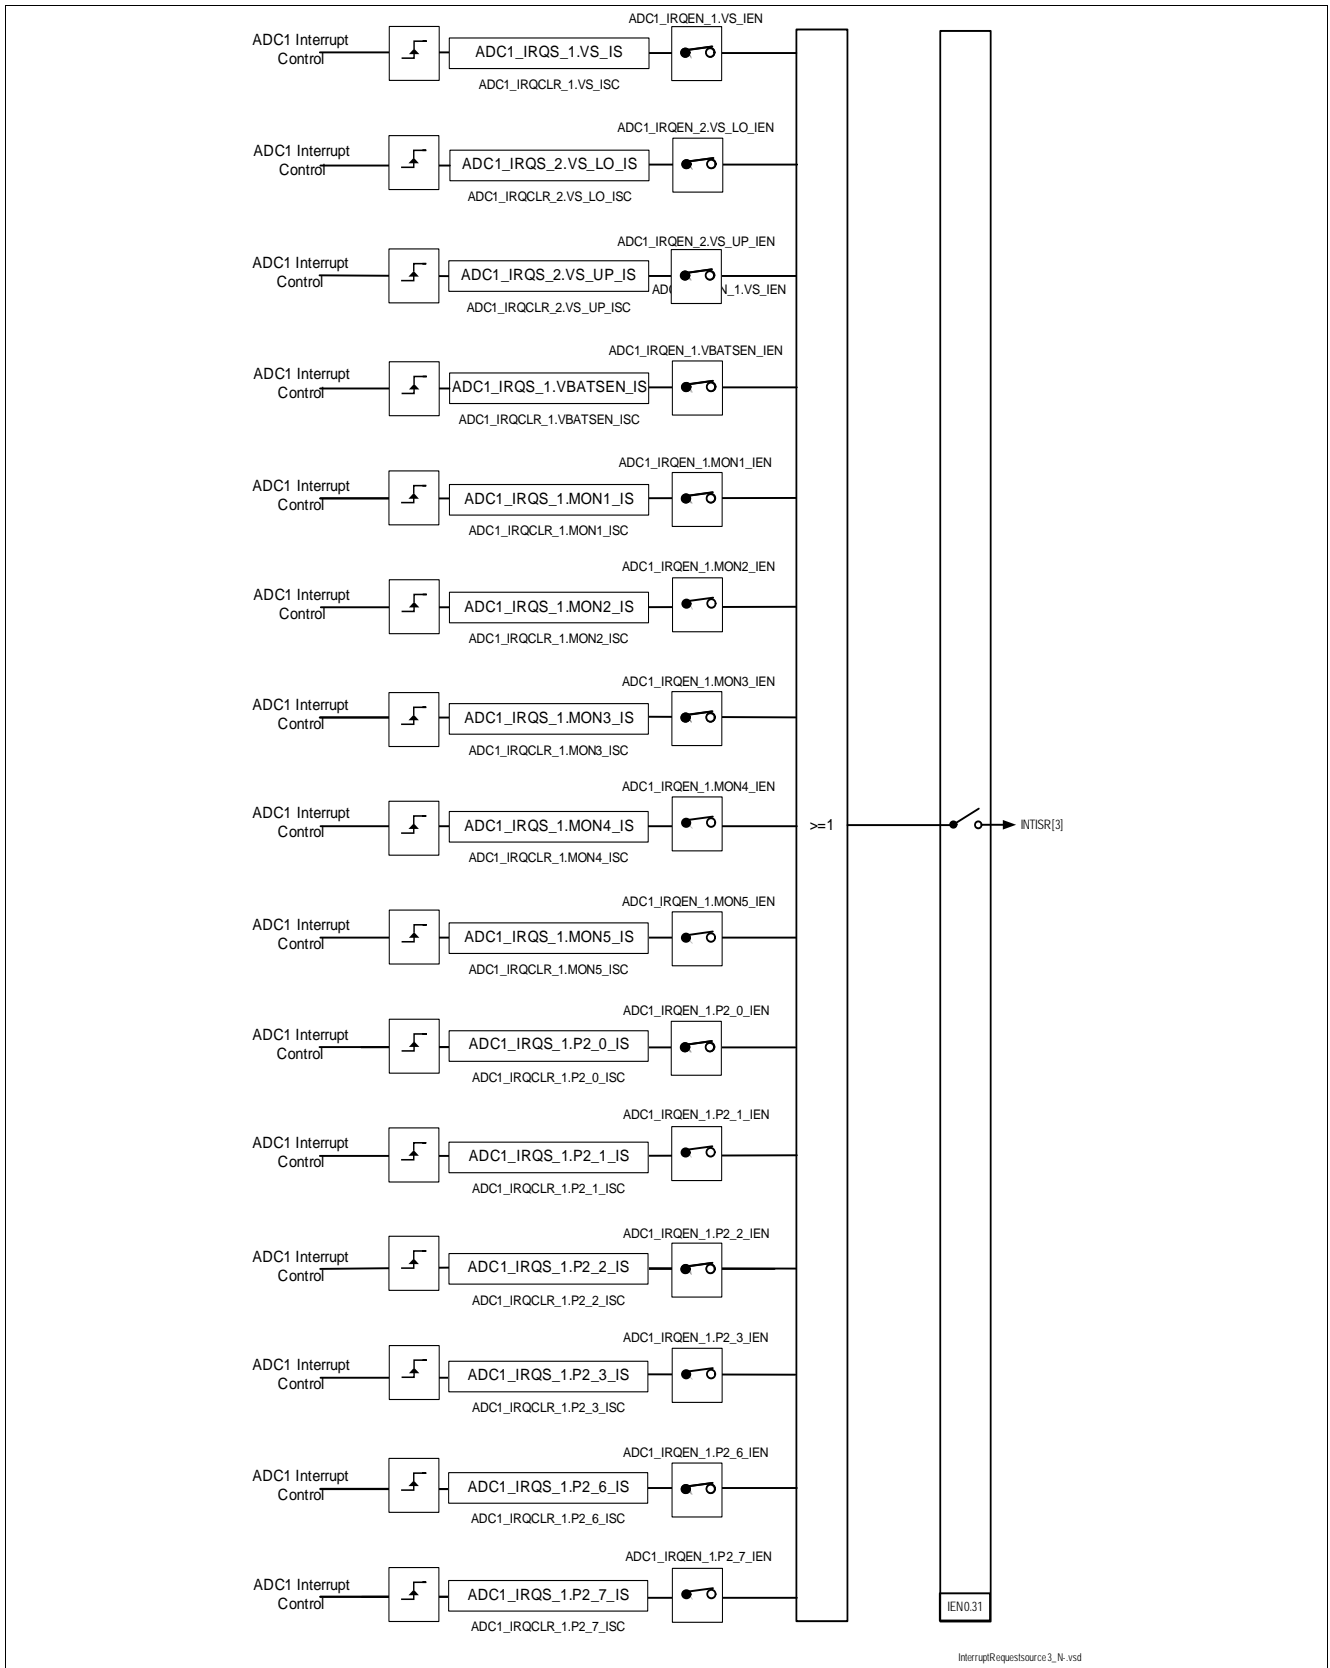 ADC1_IRQEN_1.VS_IEN
ADC1 Interrupt
Control
ADC1_IRQS_1.VS_IS
ADC1_IRQCLR_1.VS_ISC
ADC1_IRQEN_2.VS_LO_IEN
ADC1 Interrupt
Control
ADC1_IRQS_2.VS_LO_IS
ADC1_IRQCLR_2.VS_LO_ISC
ADC1_IRQEN_2.VS_UP_IEN
ADC1 Interrupt
Control
ADC1_IRQS_2.VS_UP_IS
N_1.VS_IEN
ADC1_IRQCLR_2.VS_UP_ISC
ADC1_IRQEN_1.VBATSEN_IEN
ADC1 Interrupt
Control
ADC1_IRQS_1.VBATSEN_IS
ADC1_IRQCLR_1.VBATSEN_ISC
ADC1_IRQEN_1.MON1_IEN
ADC1 Interrupt
Control
ADC1_IRQS_1.MON1_IS
ADC1_IRQCLR_1.MON1_ISC
ADC1_IRQEN_1.MON2_IEN
ADC1 Interrupt
Control
ADC1_IRQS_1.MON2_IS
ADC1_IRQCLR_1.MON2_ISC
ADC1_IRQEN_1.MON3_IEN
ADC1 Interrupt
Control
ADC1_IRQS_1.MON3_IS
ADC1_IRQCLR_1.MON3_ISC
ADC1_IRQEN_1.MON4_IEN
ADC1 Interrupt
Control
ADC1_IRQS_1.MON4_IS
>=1
INTISR[3]
ADC1_IRQCLR_1.MON4_ISC
ADC1_IRQEN_1.MON5_IEN
ADC1 Interrupt
Control
ADC1_IRQS_1.MON5_IS
ADC1_IRQCLR_1.MON5_ISC
ADC1_IRQEN_1.P2_0_IEN
ADC1 Interrupt
Control
ADC1_IRQS_1.P2_0_IS
ADC1_IRQCLR_1.P2_0_ISC
ADC1_IRQEN_1.P2_1_IEN
ADC1 Interrupt
Control
ADC1_IRQS_1.P2_1_IS
ADC1_IRQCLR_1.P2_1_ISC
ADC1_IRQEN_1.P2_2_IEN
ADC1 Interrupt
Control
ADC1_IRQS_1.P2_2_IS
ADC1_IRQCLR_1.P2_2_ISC
ADC1_IRQEN_1.P2_3_IEN
ADC1 Interrupt
Control
ADC1_IRQS_1.P2_3_IS
ADC1_IRQCLR_1.P2_3_ISC
ADC1_IRQEN_1.P2_6_IEN
ADC1 Interrupt
Control
ADC1_IRQS_1.P2_6_IS
ADC1_IRQCLR_1.P2_6_ISC
ADC1_IRQEN_1.P2_7_IEN
ADC1 Interrupt
Control
ADC1_IRQS_1.P2_7_IS
ADC1_IRQCLR_1.P2_7_ISC
IEN0.31
InterruptRequestsource3_N-.vsd